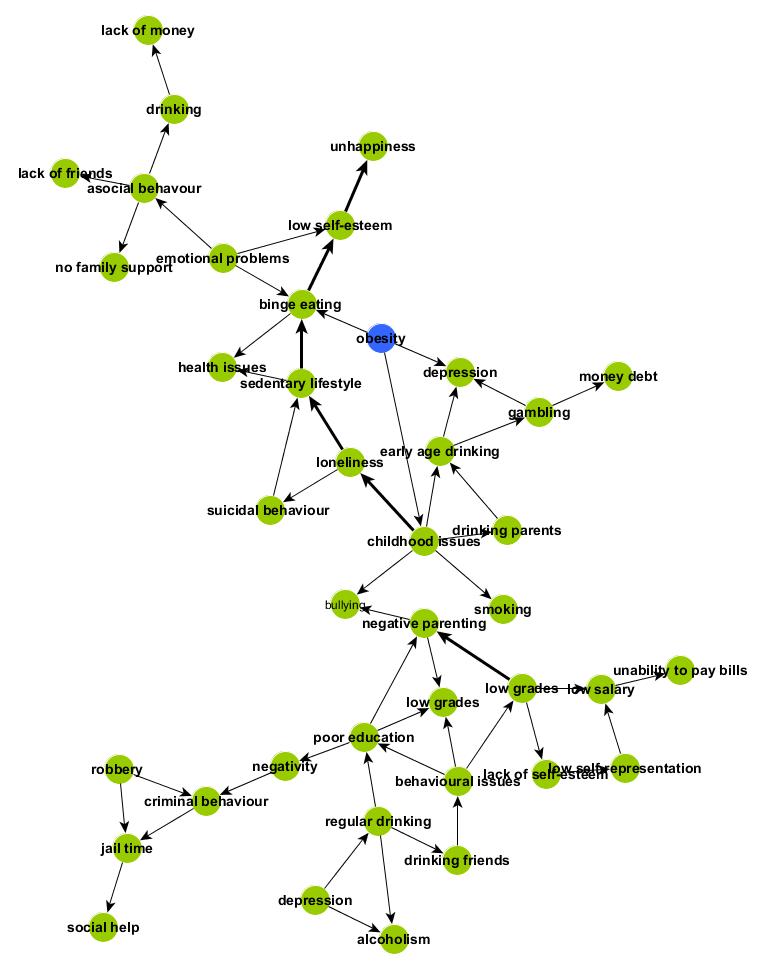 lack of money
drinking
unhappiness
lack of friends
asocial behavour
low self-esteem
emotional problems
no family support
binge eating
obesity
health issues
depression
money debt
sedentary lifestyle
gambling
early age drinking
loneliness
suicidal behaviour
drinking parents
childhood issues
bullying
smoking
negative parenting
unability to pay bills
low grades
low salary
low grades
poor education
negativity
robbery
low self-representation
lack of self-esteem
behavioural issues
criminal behaviour
regular drinking
jail time
drinking friends
depression
social help
alcoholism